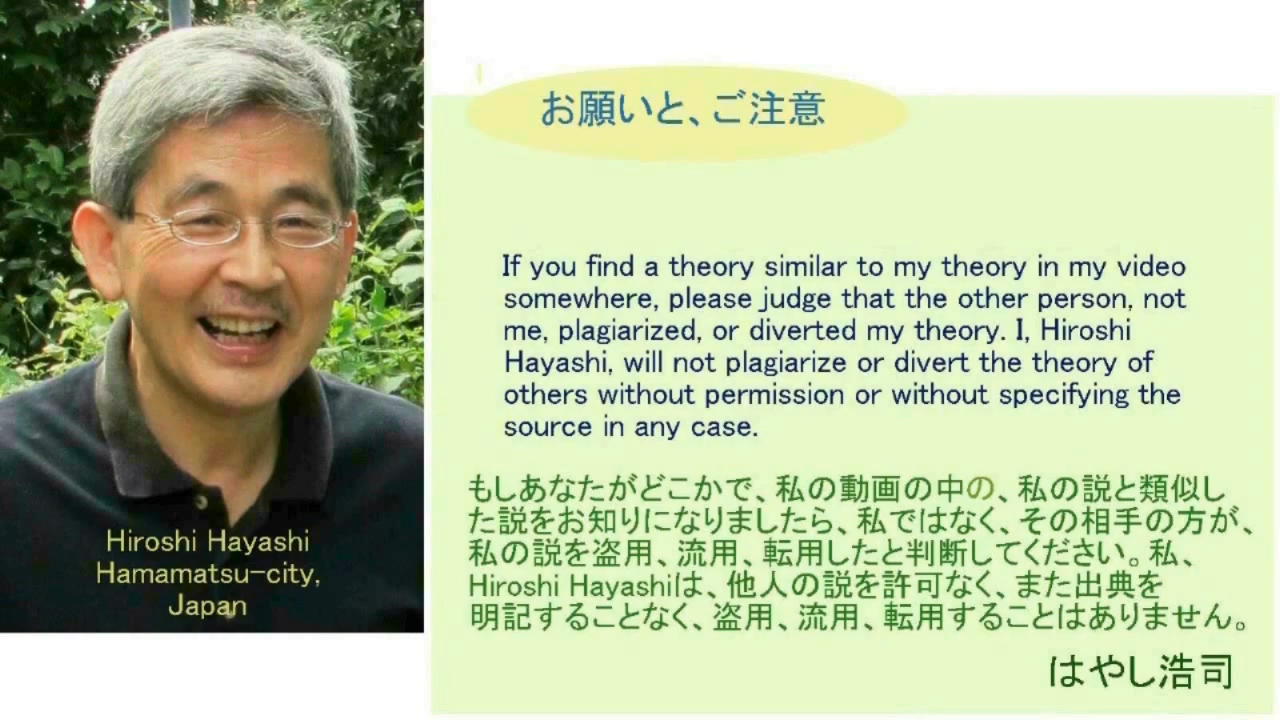 お願いと、ご注意
If you find a theory similar to my theory in my video
somewhere, please judge that the other person, not
me, plagiarized, or diverted my theory. I, Hiroshi
Hayashi, will not plagiarize or divert the theory of
others without permission or without specifying the
source in any case.
もしあなたがどこかで、私の動画の中の、私の説と類似し
た説をお知りになりましたら、私ではなく、その相手の方が、
私の説を盗用、流用、転用したと判断してください。私、
Hiroshi Hayashiは、他人の説を許可なく、また出典を
明記することなく、盗用、流用、転用することはありません。
はやし浩司
Hiroshi Hayashi
Hamamatsu-city,
Japan